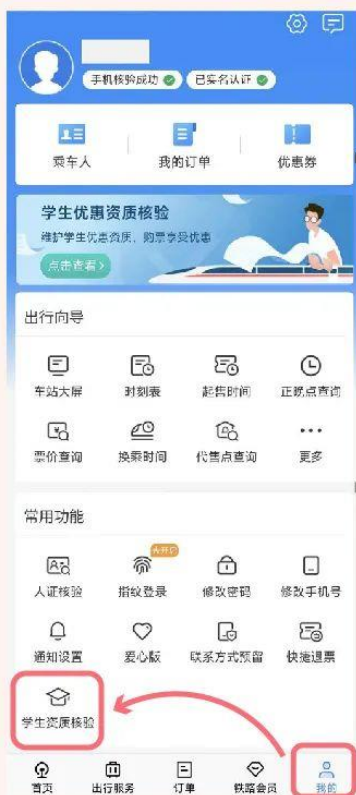 手机核验成功 已实名认证
乘车人 我的订单 优惠券
学生优惠资质核验
维护学生优惠资质、购票享受优惠
点击查看>
出行向导
车站大屏 时刻表 起售时间 正晚点查询
票价查询 换乘时间 代售点查询 更多
常用功能
去开启
人证核验 指纹登录 修改密码 修改手机号
通知设置 爱心版 联系方式预留 快捷退票
学生资质核验
首页 出行服务 订单 铁路会员 我的